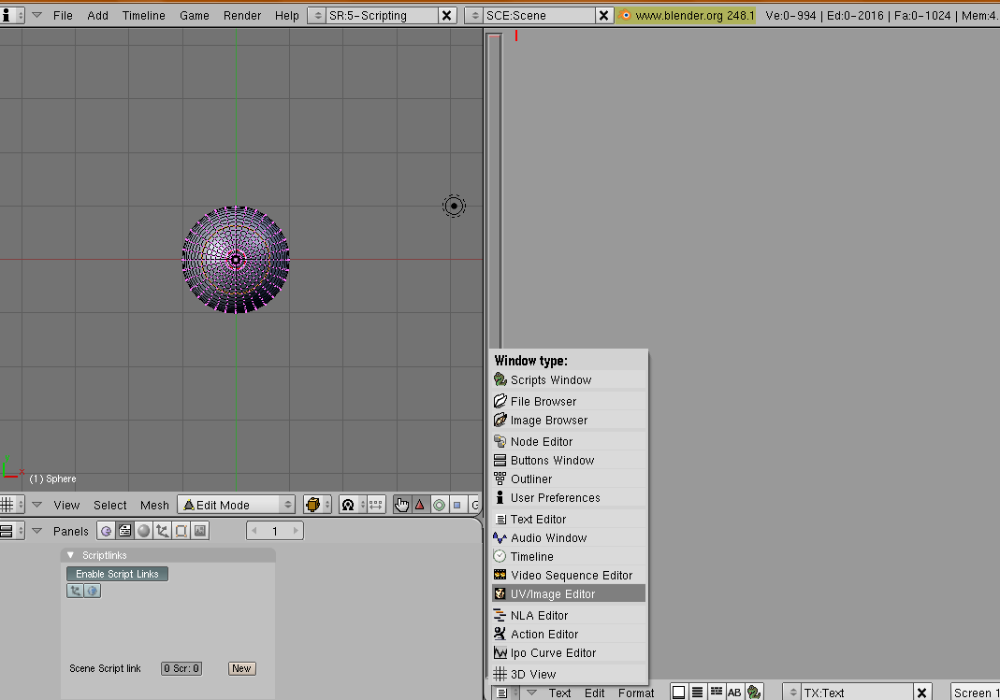 File Add Timeline Game Render Help SR:5-Scripting SCE:Scene www.blender.org 248.1 Ve:0-994 | Ed:0-2016 | Fa:0-1024 | Mem:4.
x
(1) Sphere
View Select Mesh Edit Mode G
Panels 1
Scriptlinks
Enable Script Links
Scene Script link 0 Scr: 0 New
Window type:
Scripts Window
File Browser
Image Browser
Node Editor
Buttons Window
Outliner
User Preferences
Text Editor
Audio Window
Timeline
Video Sequence Editor
UV/Image Editor
NLA Editor
Action Editor
Ipo Curve Editor
3D View
Text Edit Format AB TX:Text Screen 1